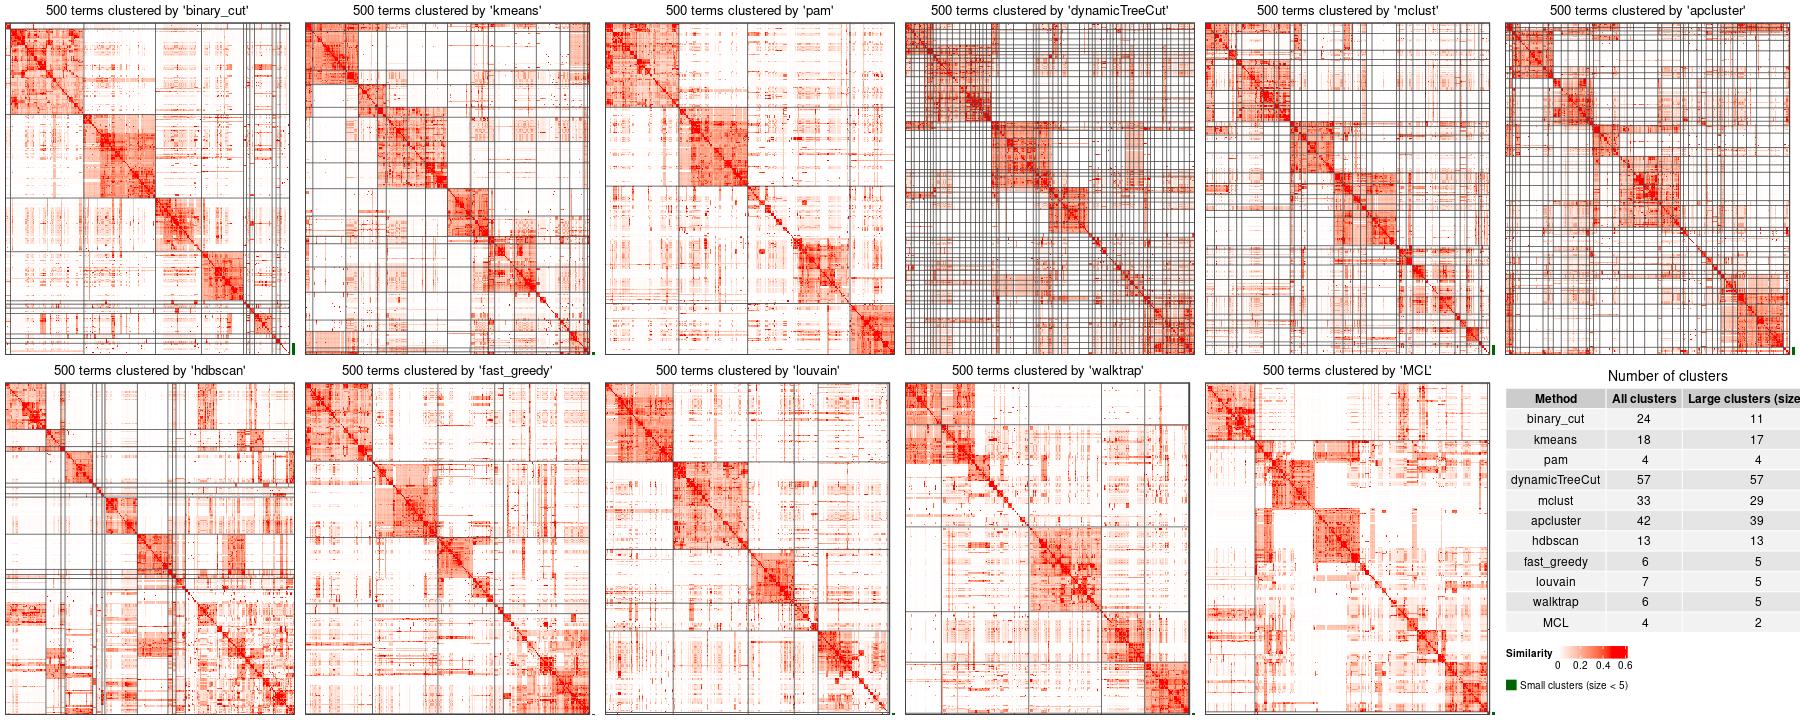 500 terms clustered by 'binary_cut'
500 terms clustered by 'kmeans'
500 terms clustered by 'pam'
500 terms clustered by 'dynamicTreeCut'
500 terms clustered by 'mclust'
500 terms clustered by 'apcluster'
500 terms clustered by 'hdbscan'
500 terms clustered by 'fast_greedy'
500 terms clustered by 'louvain'
500 terms clustered by 'walktrap'
500 terms clustered by 'MCL'
Number of clusters
Method All clusters Large clusters (size
binary_cut 24 11
kmeans 18 17
pam 4 4
dynamicTreeCut 57 57
mclust 33 29
apcluster 42 39
hdbscan 13 13
fast_greedy 6 5
louvain 7 5
walktrap 6 5
MCL 4 2
Similarity
0 0.2 0.4 0.6
Small clusters (size < 5)